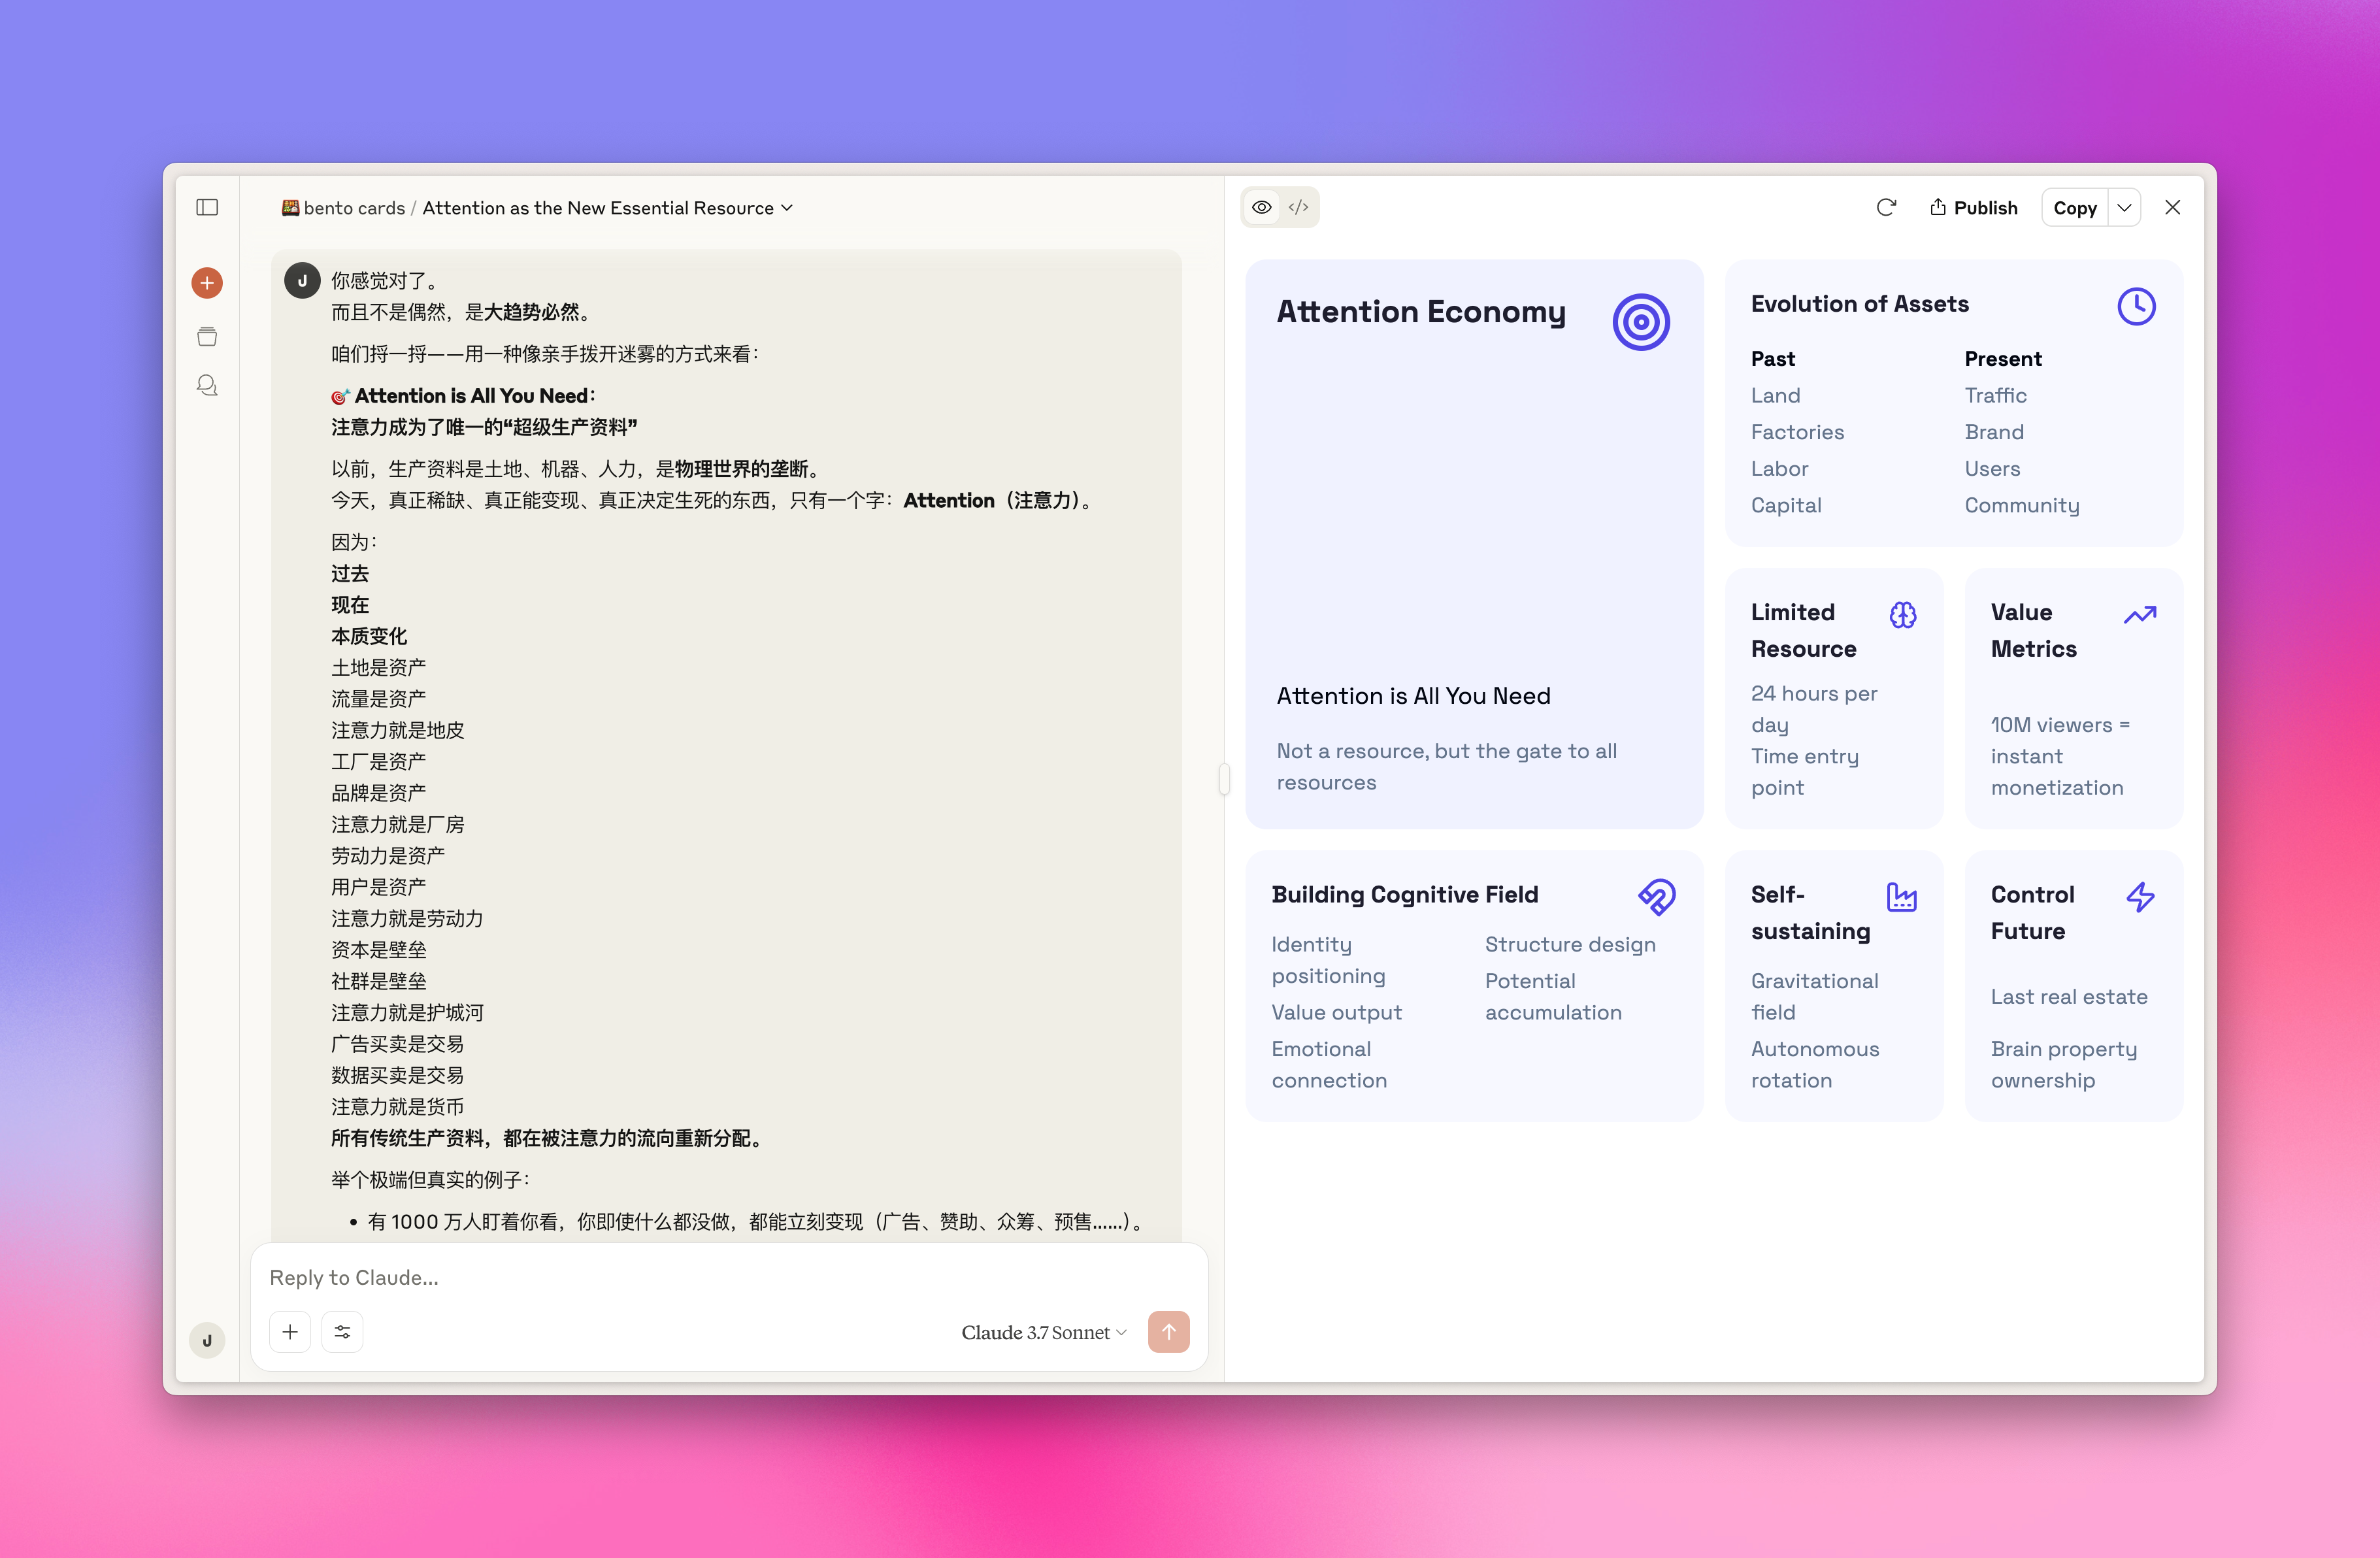 bento cards / Attention as the New Essential Resource
J
你感觉对了。
而且不是偶然，是大趋势必然。
咱们捋一捋——用一种像亲手拨开迷雾的方式来看：
🎯 Attention is All You Need：
注意力成为了唯一的“超级生产资料”
以前，生产资料是土地、机器、人力，是物理世界的垄断。
今天，真正稀缺、真正能变现、真正决定生死的东西，只有一个字：Attention（注意力）。
因为：
过去
现在
本质变化
土地是资产
流量是资产
注意力就是地皮
工厂是资产
品牌是资产
注意力就是厂房
劳动力是资产
用户是资产
注意力就是劳动力
资本是壁垒
社群是壁垒
注意力就是护城河
广告买卖是交易
数据买卖是交易
注意力就是货币
所有传统生产资料，都在被注意力的流向重新分配。
举个极端但真实的例子：
• 有 1000 万人盯着你看，你即使什么都没做，都能立刻变现（广告、赞助、众筹、预售……）。
Reply to Claude...
Claude 3.7 Sonnet
J
Publish
Copy
Attention Economy
Attention is All You Need
Not a resource, but the gate to all
resources
Evolution of Assets
Past
Present
Land
Traffic
Factories
Brand
Labor
Users
Capital
Community
Limited
Resource
24 hours per
day
Time entry
point
Value
Metrics
10M viewers =
instant
monetization
Building Cognitive Field
Identity
positioning
Value output
Emotional
connection
Structure design
Potential
accumulation
Self-
sustaining
Gravitational
field
Autonomous
rotation
Control
Future
Last real estate
Brain property
ownership